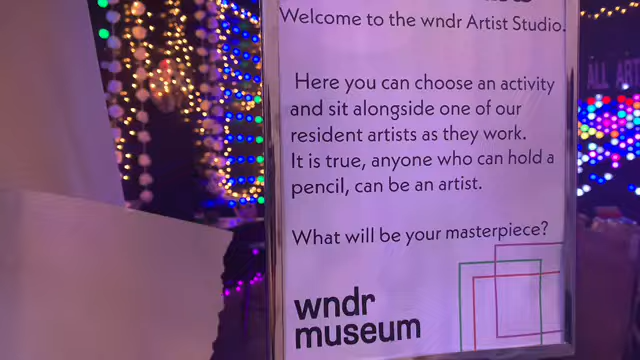 Welcome to the wndr Artist Studio.
Here you can choose an activity
and sit alongside one of our
resident artists as they work.
It is true, anyone who can hold a
pencil, can be an artist.
What will be your masterpiece?
wndr
museum
ALL ART